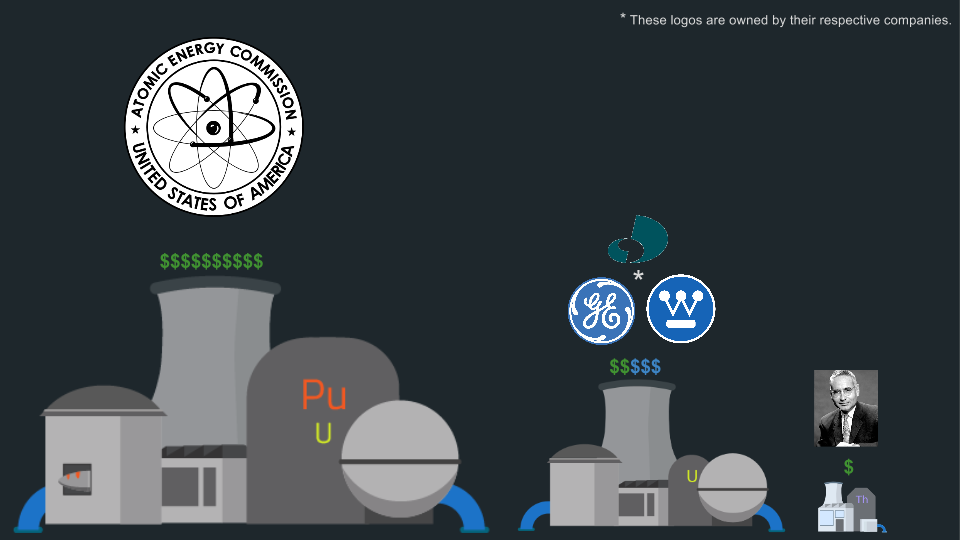 * These logos are owned by their respective companies.
★ ATOMIC ENERGY COMMISSION ★
UNITED STATES OF AMERICA
$$$$$$$$$$
*
GE
W
$$$$$
$
Pu
U
U
Th